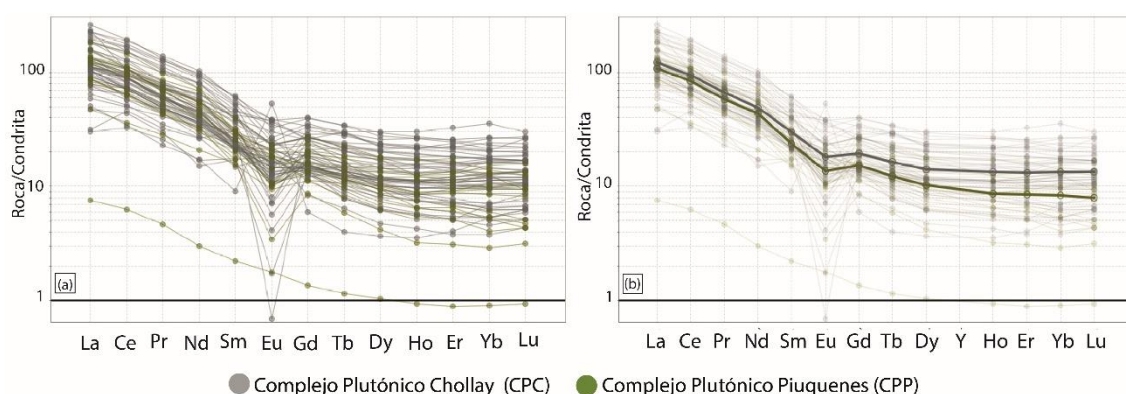 Roca/Condrita
100
10
1
(a)
La Ce Pr Nd Sm Eu Gd Tb Dy Ho Er Yb Lu
Roca/Condrita
100
10
1
(b)
La Ce Pr Nd Sm Eu Gd Tb Dy Y Ho Er Yb Lu
Complejo Plutónico Chollay (CPC)
Complejo Plutónico Piuquenes (CPP)